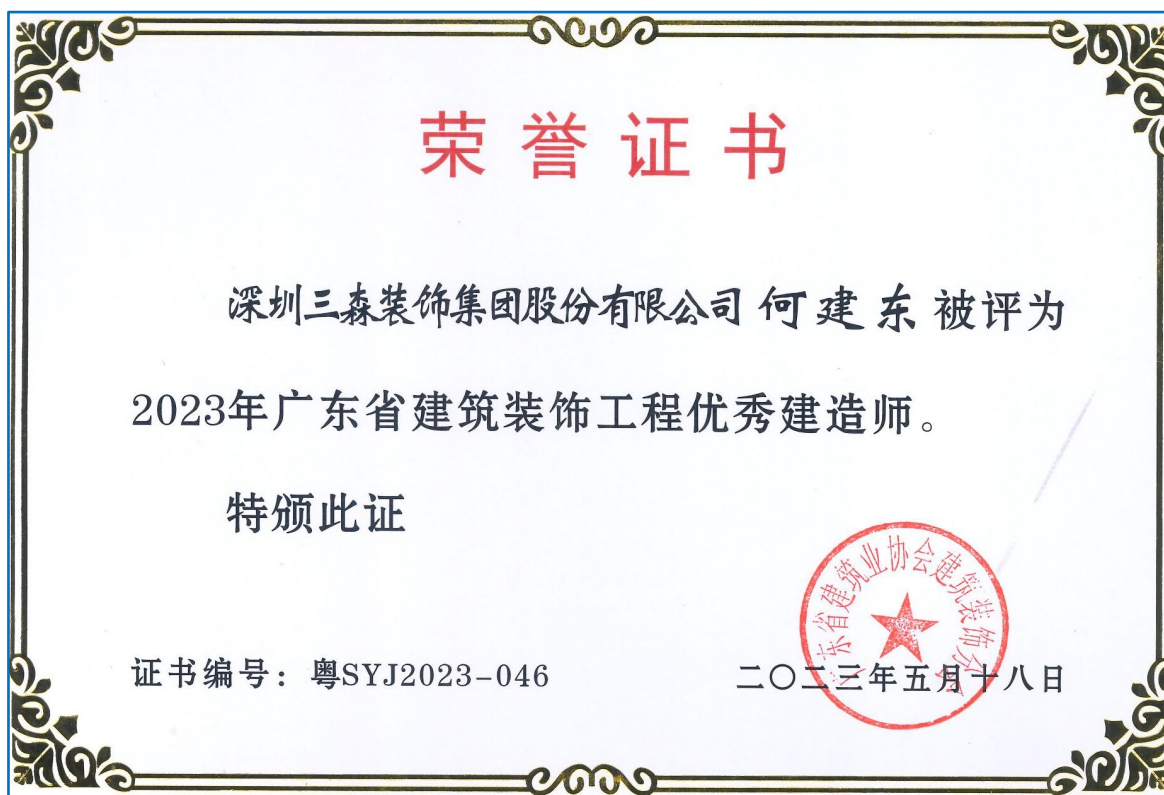 荣誉证书
深圳三森装饰集团股份有限公司何建东被评为
2023年广东省建筑装饰工程优秀建造师。
特颁此证
广东省建筑业协会建筑装饰分会
证书编号：粤SYJ2023-046
二〇二三年五月十八日